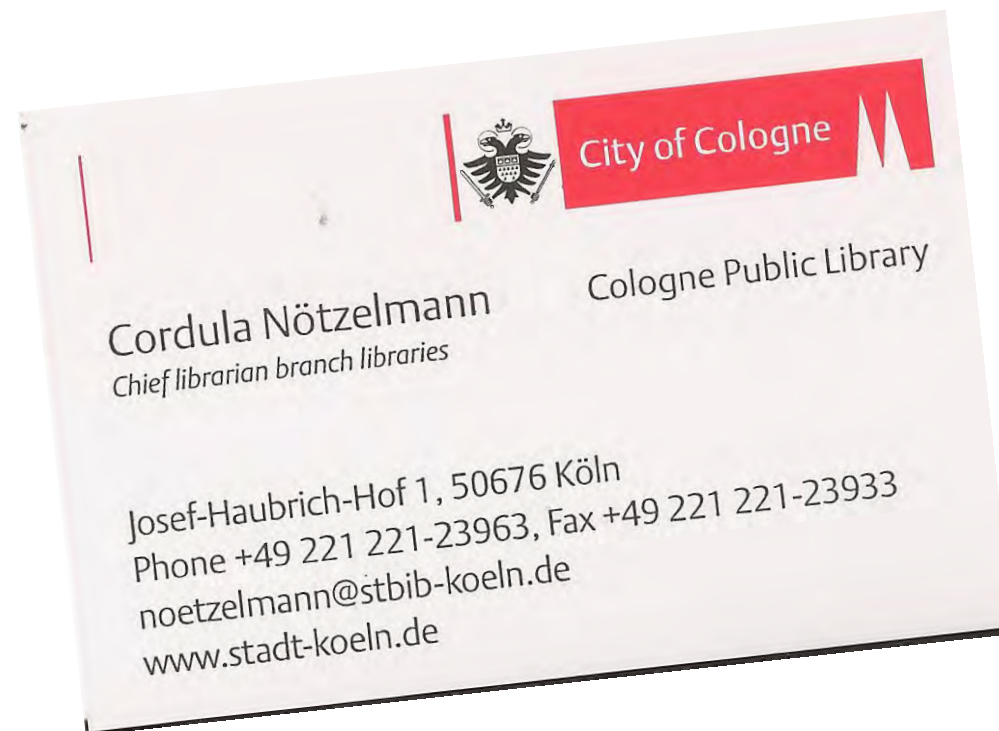 City of Cologne
Cologne Public Library
Cordula Nötzelmann
Chief librarian branch libraries
Josef-Haubrich-Hof 1, 50676 Köln
Phone +49 221 221-23963, Fax +49 221 221-23933
noetzelmann@stbib-koeln.de
www.stadt-koeln.de